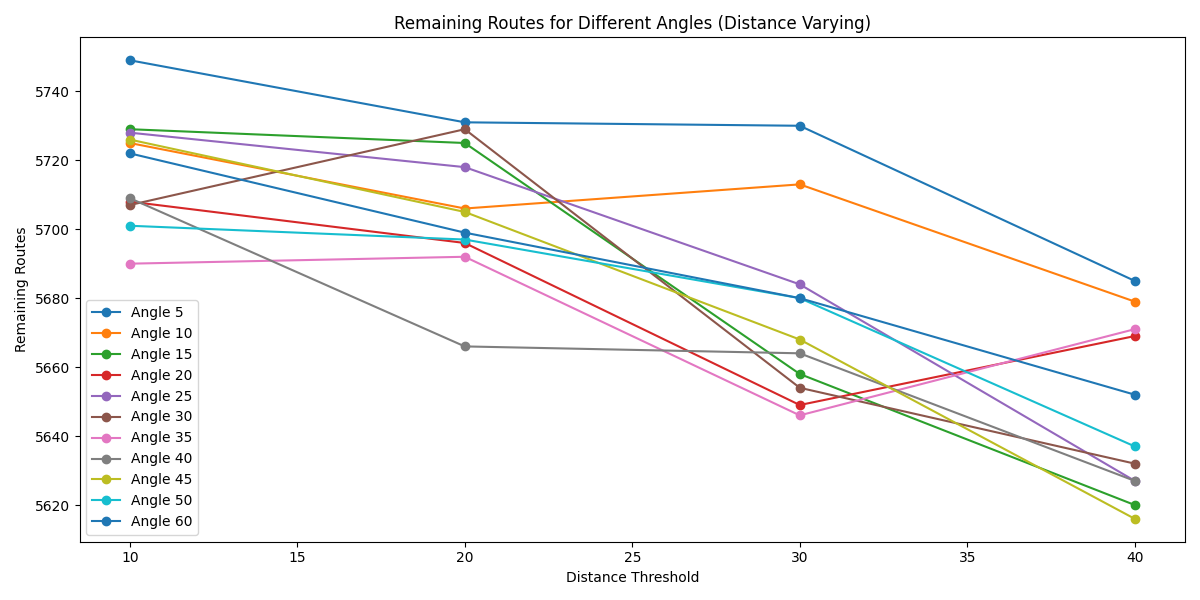 Remaining Routes for Different Angles (Distance Varying)
Remaining Routes
5740
5720
5700
5680
5660
5640
5620
Angle 5
Angle 10
Angle 15
Angle 20
Angle 25
Angle 30
Angle 35
Angle 40
Angle 45
Angle 50
Angle 60
10 15 20 25 30 35 40
Distance Threshold